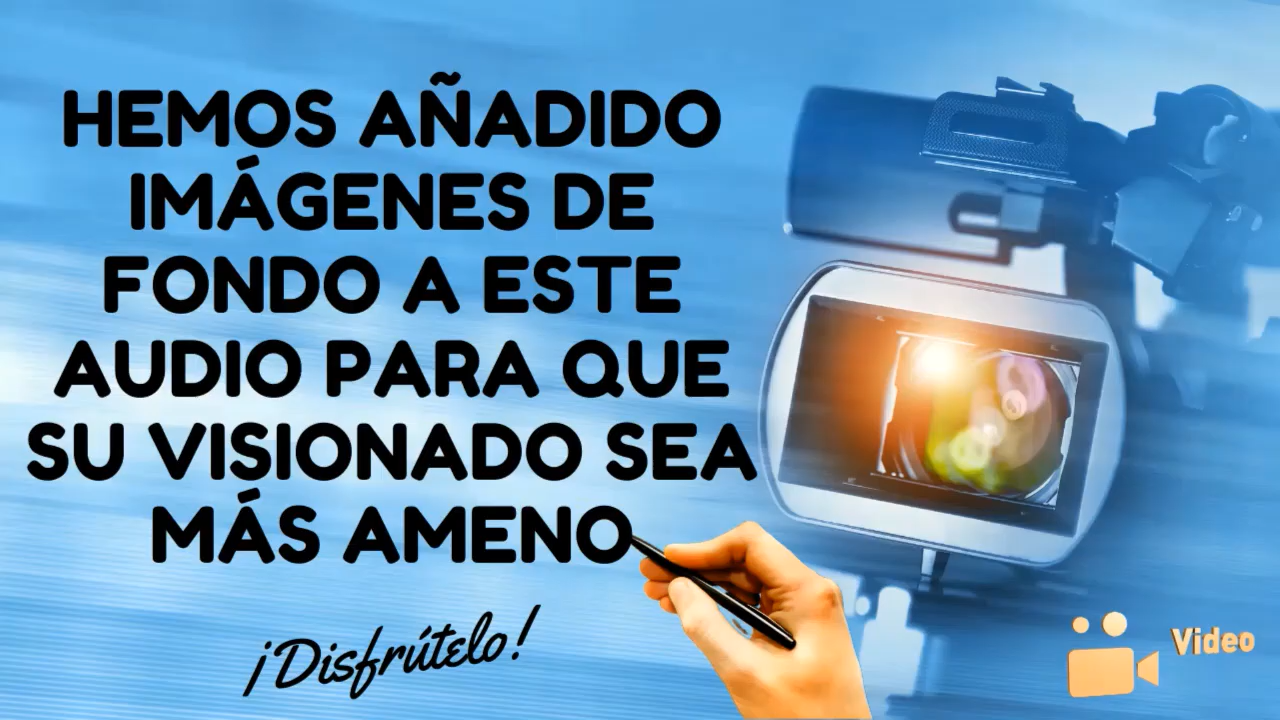 HEMOS AÑADIDO
IMÁGENES DE
FONDO A ESTE
AUDIO PARA QUE
SU VISIONADO SEA
MÁS AMENO
¡Disfrútelo!
Video